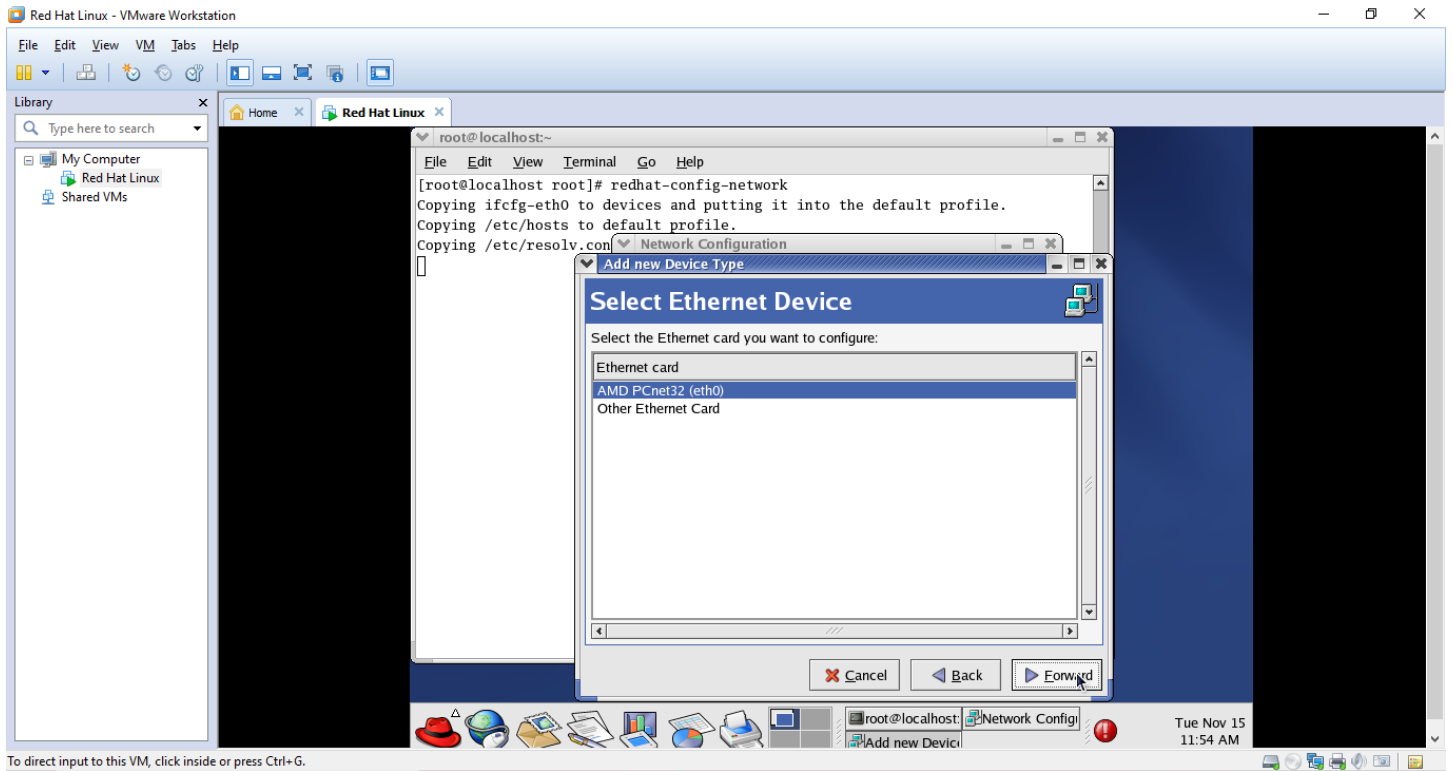 Red Hat Linux - VMware Workstation
File Edit View VM Tabs Help
Library
Type here to search
My Computer
Red Hat Linux
Shared VMs
Home
Red Hat Linux
root@localhost:~
File Edit View Terminal Go Help
[root@localhost root]# redhat-config-network
Copying ifcfg-eth0 to devices and putting it into the default profile.
Copying /etc/hosts to default profile.
Copying /etc/resolv.con
Network Configuration
Add new Device Type
Select Ethernet Device
Select the Ethernet card you want to configure:
Ethernet card
AMD PCnet32 (eth0)
Other Ethernet Card
Cancel Back Forward
root@localhost: Network Configu
Add new Device
Tue Nov 15
11:54 AM
To direct input to this VM, click inside or press Ctrl+G.